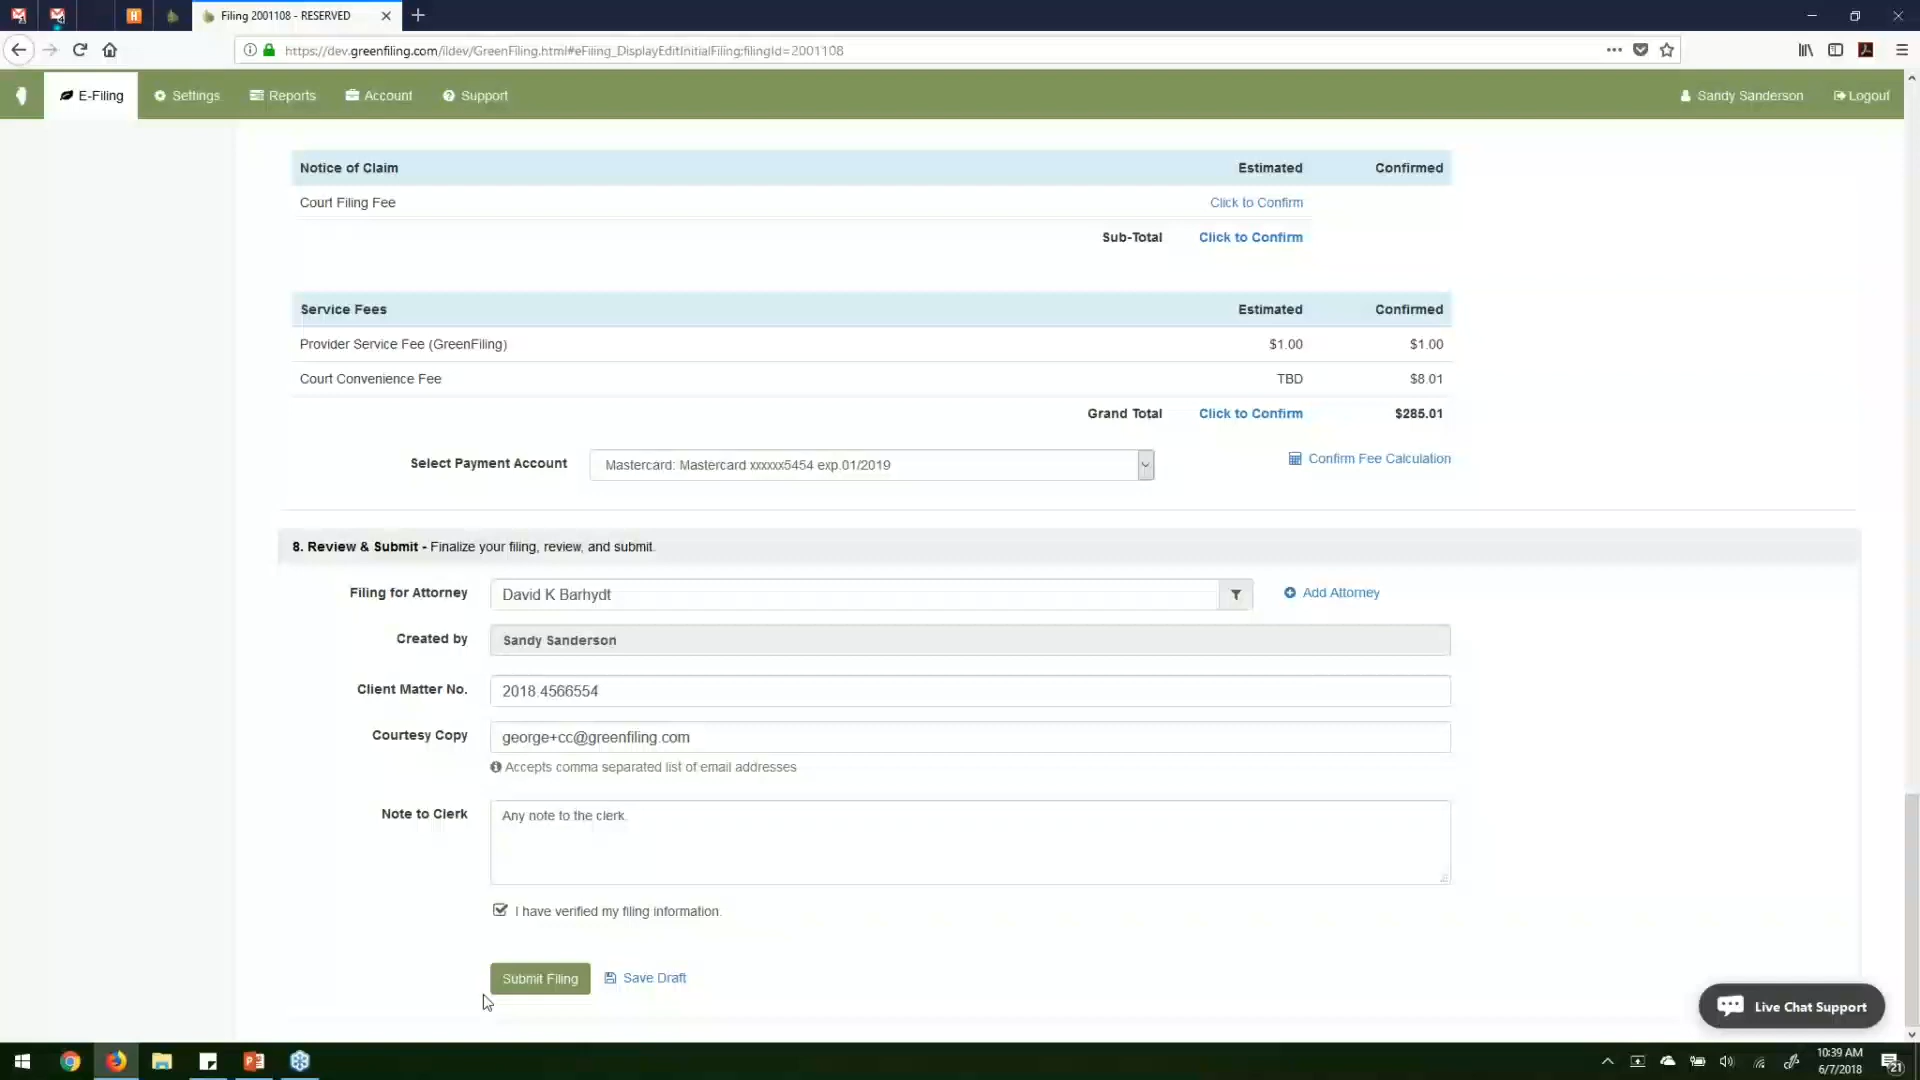 Filing 2001108 - RESERVED
https://dev.greenfiling.com/ildev/GreenFiling.html#eFiling_DisplayEditInitialFiling;filingId=2001108
E-Filing Settings Reports Account Support Sandy Sanderson Logout
Notice of Claim Estimated Confirmed
Court Filing Fee Click to Confirm
Sub-Total Click to Confirm
Service Fees Estimated Confirmed
Provider Service Fee (GreenFiling) $1.00 $1.00
Court Convenience Fee TBD $8.01
Grand Total Click to Confirm $285.01
Select Payment Account Mastercard: Mastercard xxxxxx5454 exp.01/2019 Confirm Fee Calculation
8. Review & Submit - Finalize your filing, review, and submit.
Filing for Attorney David K Barhydt Add Attorney
Created by Sandy Sanderson
Client Matter No. 2018.4566554
Courtesy Copy george+cc@greenfiling.com
Accepts comma separated list of email addresses
Note to Clerk Any note to the clerk.
I have verified my filing information.
Submit Filing Save Draft
Live Chat Support
10:39 AM
6/7/2018
21